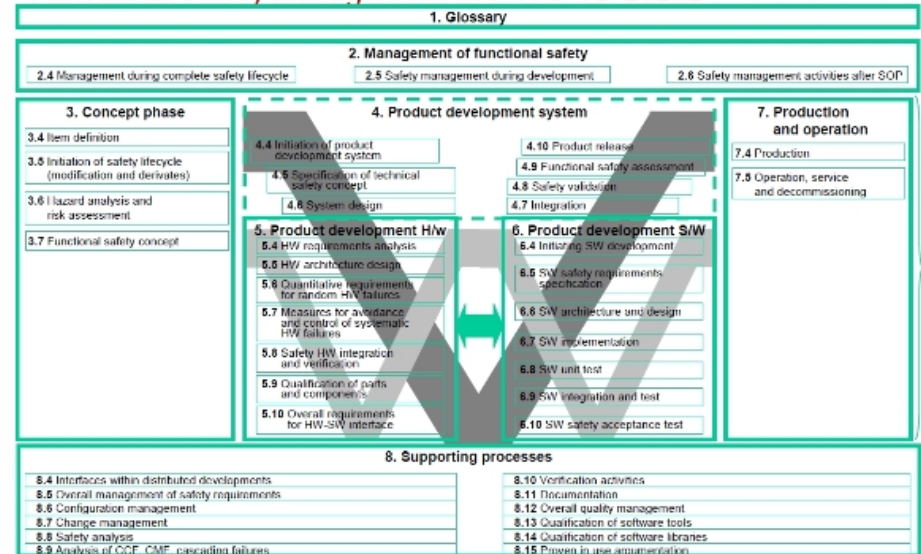 1. Glossary
2. Management of functional safety
2.4 Management during complete safety lifecycle
2.5 Safety management during development
2.6 Safety management activities after SOP
3. Concept phase
3.4 Item definition
3.5 Initiation of safety lifecycle
(modification and derivates)
3.6 Hazard analysis and
risk assessment
3.7 Functional safety concept
4. Product development system
4.4 Initiation of product
development system
4.5 Specification of technical
safety concept
4.6 System design
4.10 Product release
4.9 Functional safety assessment
4.8 Safety validation
4.7 Integration
5. Product development H/w
5.4 HW requirements analysis
5.5 HW architecture design
5.6 Quantitative requirements
for random HW failures
5.7 Measures for avoidance
and control of systematic
HW failures
5.8 Safety HW integration
and verification
5.9 Qualification of parts
and components
5.10 Overall requirements
for HW-SW interface
6. Product development S/W
6.4 Initiating SW development
6.5 SW safety requirements
specification
6.6 SW architecture and design
6.7 SW implementation
6.8 SW unit test
6.9 SW integration and test
6.10 SW safety acceptance test
7. Production
and operation
7.4 Production
7.5 Operation, service
and decommissioning
8. Supporting processes
8.4 Interfaces within distributed developments
8.5 Overall management of safety requirements
8.6 Configuration management
8.7 Change management
8.8 Safety analysis
8.9 Analysis of CCF, CMF, cascading failures
8.10 Verification activities
8.11 Documentation
8.12 Overall quality management
8.13 Qualification of software tools
8.14 Qualification of software libraries
8.15 Proven in use argumentation